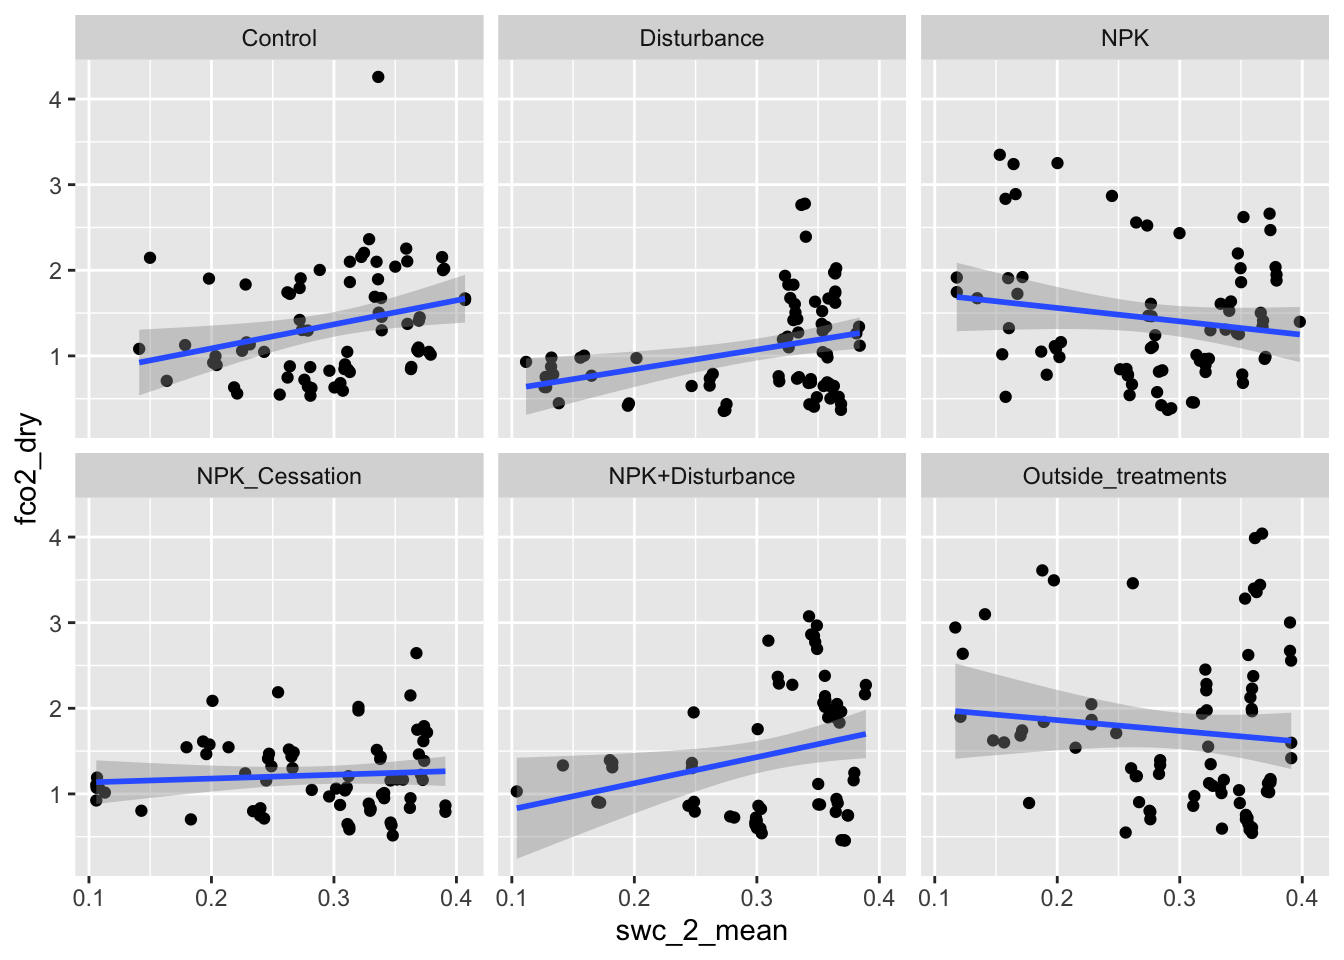 Control Disturbance NPK
4
3
2
1
fco2_dry
NPK_Cessation NPK+Disturbance Outside_treatments
4
3
2
1
0.1 0.2 0.3 0.4 0.1 0.2 0.3 0.4 0.1 0.2 0.3 0.4
swc_2_mean